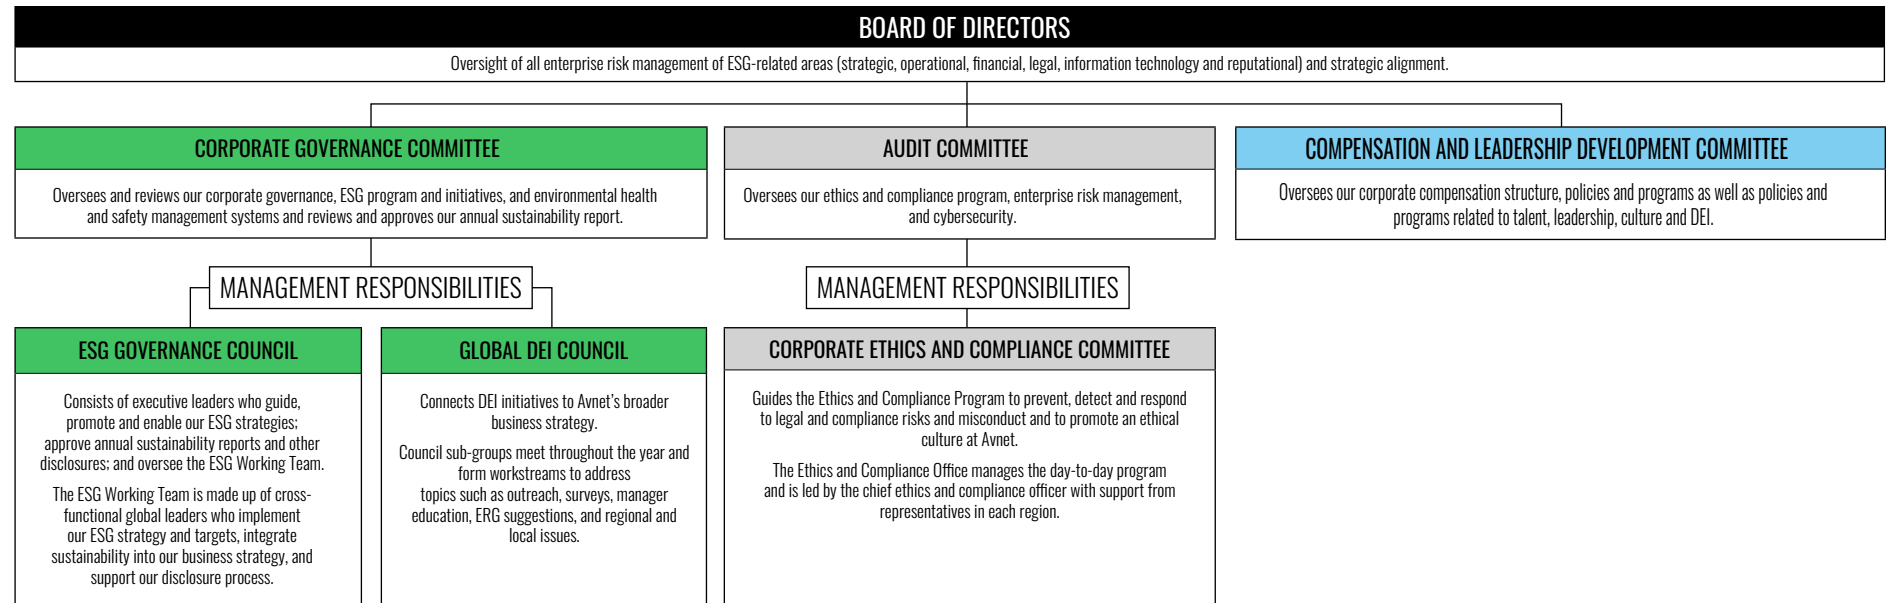 BOARD OF DIRECTORS
Oversight of all enterprise risk management of ESG-related areas (strategic, operational, financial, legal, information technology and reputational) and strategic alignment.
CORPORATE GOVERNANCE COMMITTEE
Oversees and reviews our corporate governance, ESG program and initiatives, and environmental health
and safety management systems and reviews and approves our annual sustainability report.
AUDIT COMMITTEE
Oversees our ethics and compliance program, enterprise risk management,
and cybersecurity.
COMPENSATION AND LEADERSHIP DEVELOPMENT COMMITTEE
Oversees our corporate compensation structure, policies and programs as well as policies and
programs related to talent, leadership, culture and DEI.
MANAGEMENT RESPONSIBILITIES
MANAGEMENT RESPONSIBILITIES
ESG GOVERNANCE COUNCIL
Consists of executive leaders who guide,
promote and enable our ESG strategies;
approve annual sustainability reports and other
disclosures; and oversee the ESG Working Team.
The ESG Working Team is made up of cross-
functional global leaders who implement
our ESG strategy and targets, integrate
sustainability into our business strategy, and
support our disclosure process.
GLOBAL DEI COUNCIL
Connects DEI initiatives to Avnet's broader
business strategy.
Council sub-groups meet throughout the year and
form workstreams to address
topics such as outreach, surveys, manager
education, ERG suggestions, and regional and
local issues.
CORPORATE ETHICS AND COMPLIANCE COMMITTEE
Guides the Ethics and Compliance Program to prevent, detect and respond
to legal and compliance risks and misconduct and to promote an ethical
culture at Avnet.
The Ethics and Compliance Office manages the day-to-day program
and is led by the chief ethics and compliance officer with support from
representatives in each region.